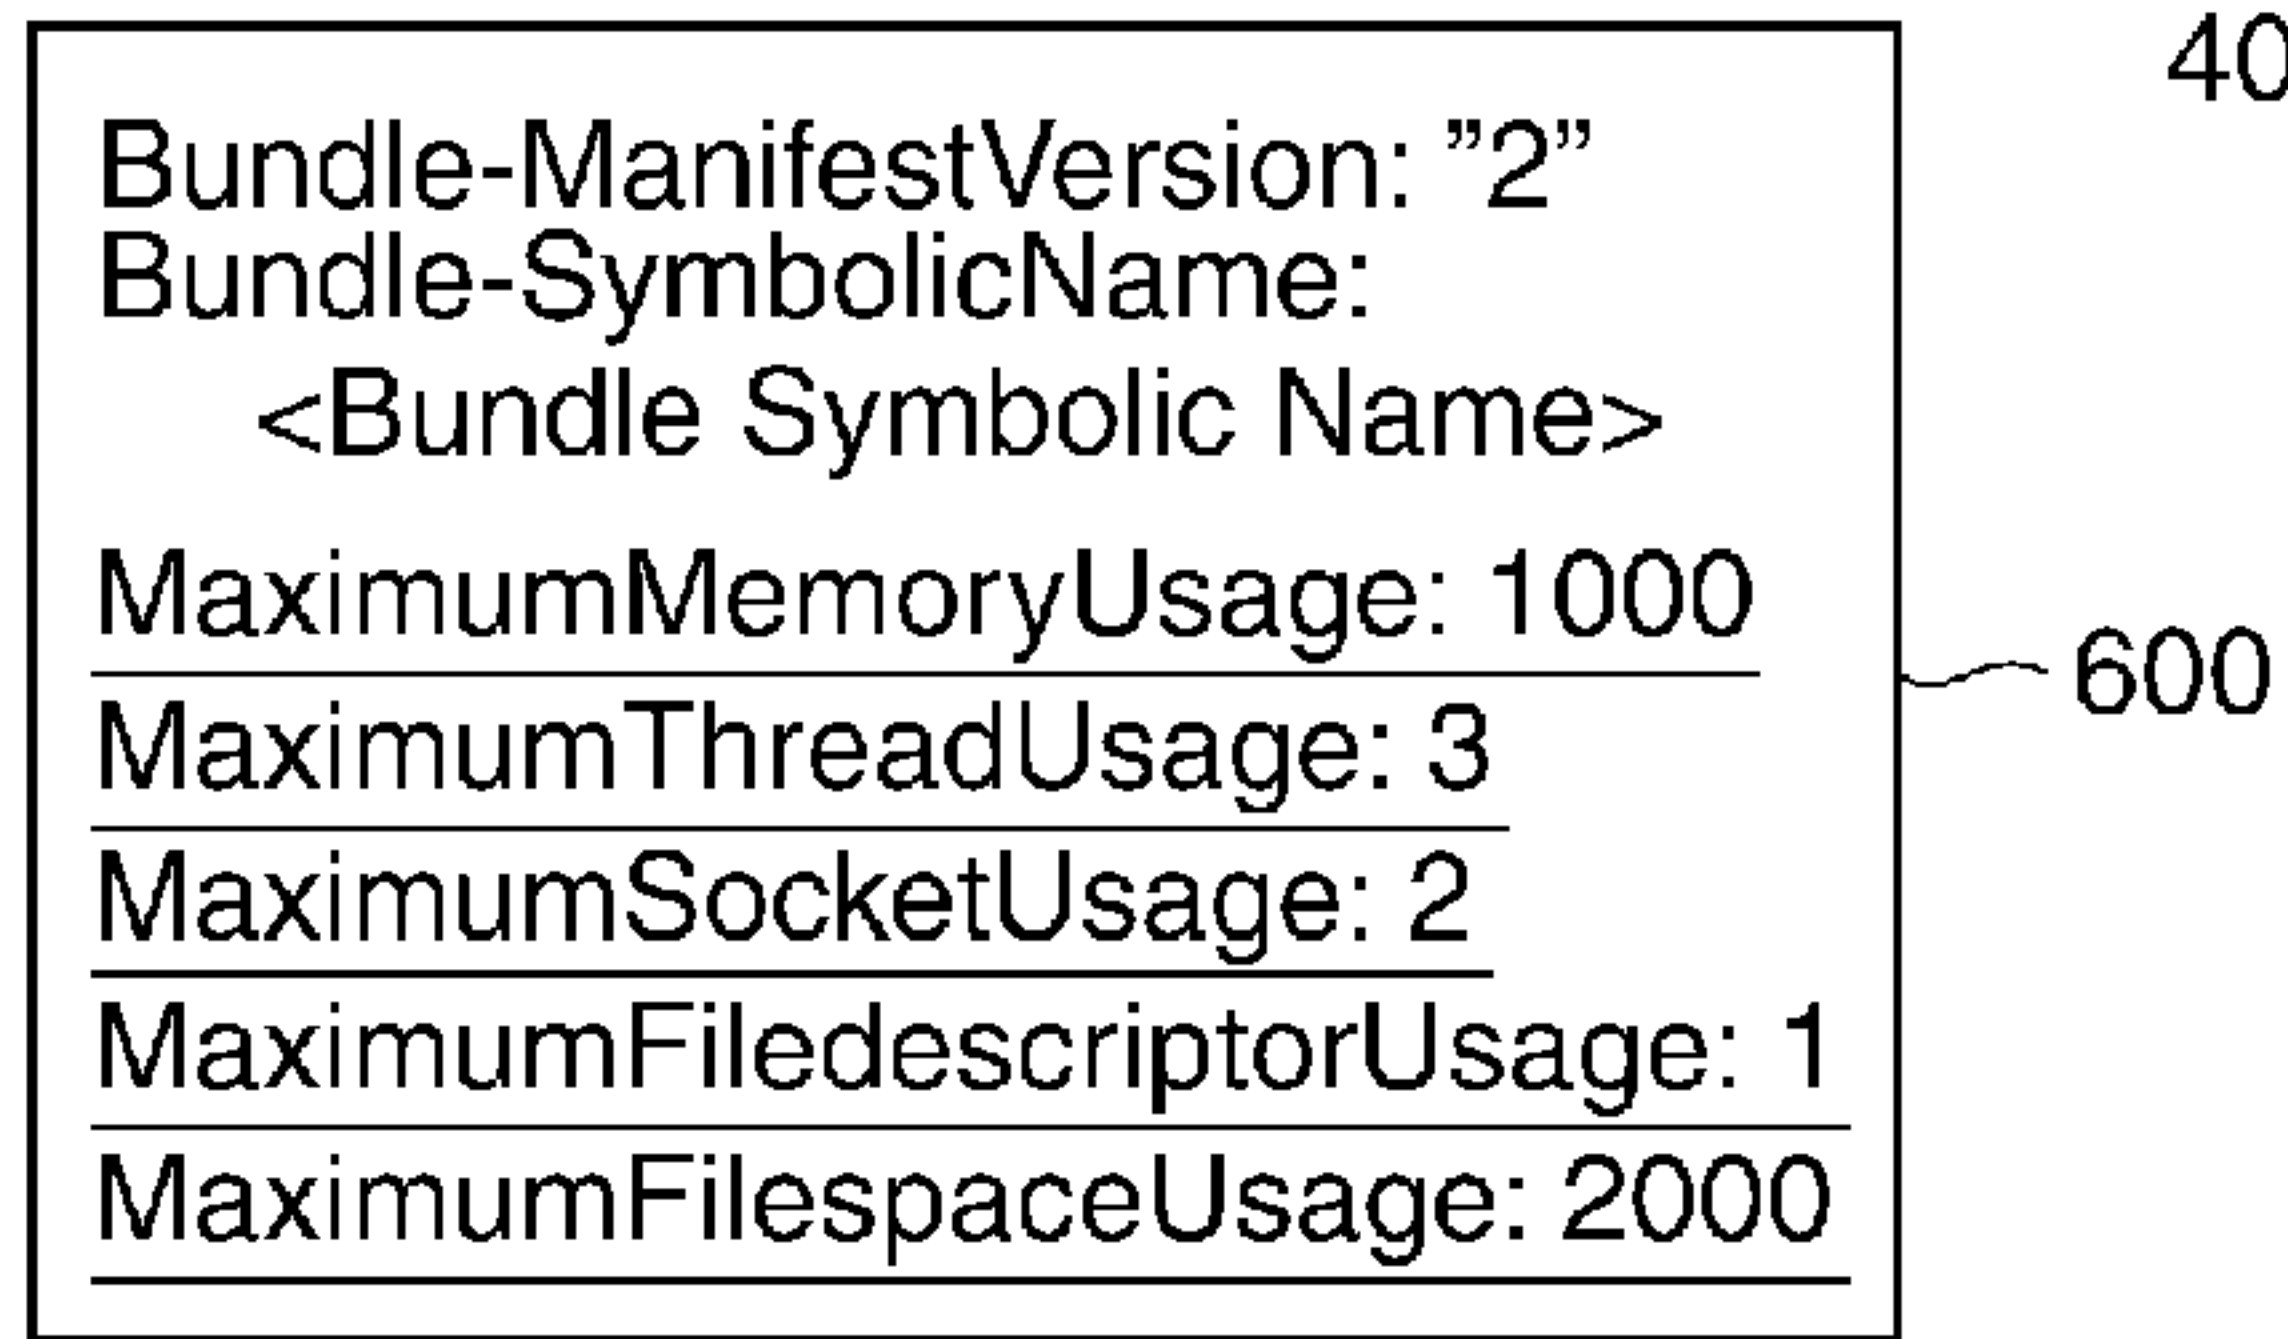 Bundle-ManifestVersion: ”2”
Bundle-SymbolicName:
<Bundle Symbolic Name>
MaximumMemoryUsage: 1000
MaximumThreadUsage: 3
MaximumSocketUsage: 2
MaximumFiledescriptorUsage: 1
MaximumFilespaceUsage: 2000
600